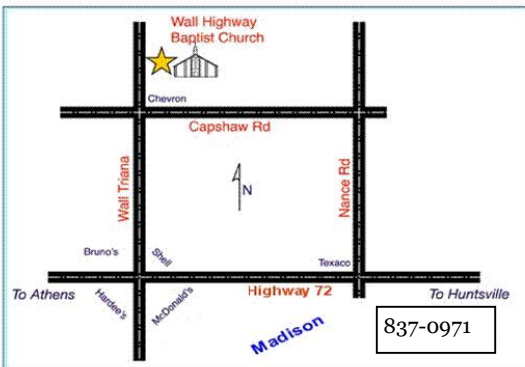 Wall Highway
Baptist Church
Chevron
Capshaw Rd
Wall Triana
N
Nance Rd
Bruno's
Shell
Texaco
To Athens
Hardee's
McDonald's
Highway 72
To Huntsville
Madison
837-0971